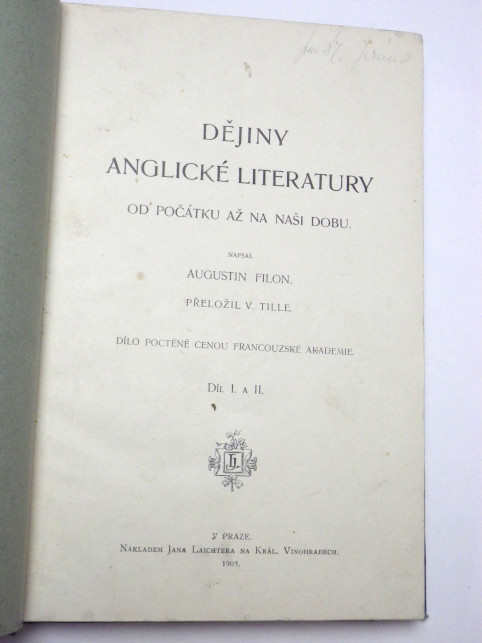 DĚJINY
ANGLICKÉ LITERATURY
OD POČÁTKU AŽ NA NAŠI DOBU.
NAPSAL
AUGUSTIN FILON.
PŘELOŽIL V. TILLE.
DÍLO POCTĚNÉ CENOU FRANCOUZSKÉ AKADEMIE.
DÍL I. A II.
V PRAZE.
NÁKLADEM JANA LAICHTERA NA KRÁL. VINOHRADECH.
1903.